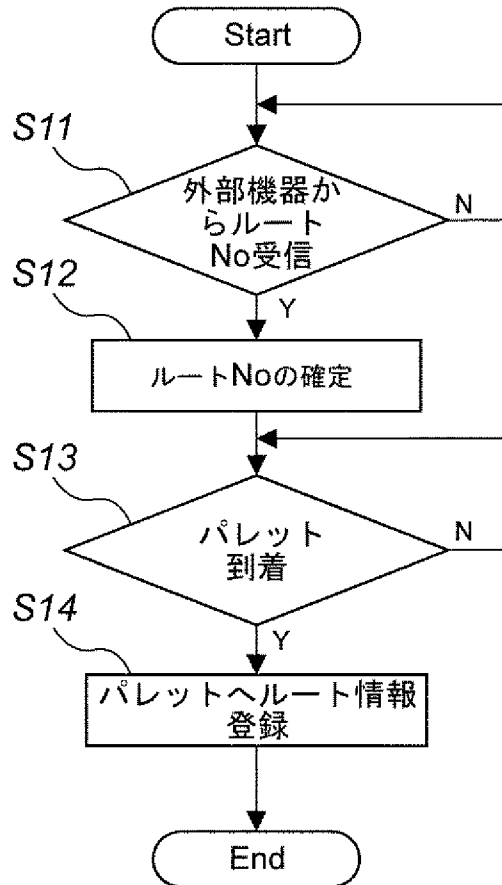 Start
S11
外部機器か
らルート
No受信
N
Y
S12
ルートNoの確定
S13
パレット
到着
N
Y
S14
パレットへルート情報
登録
End